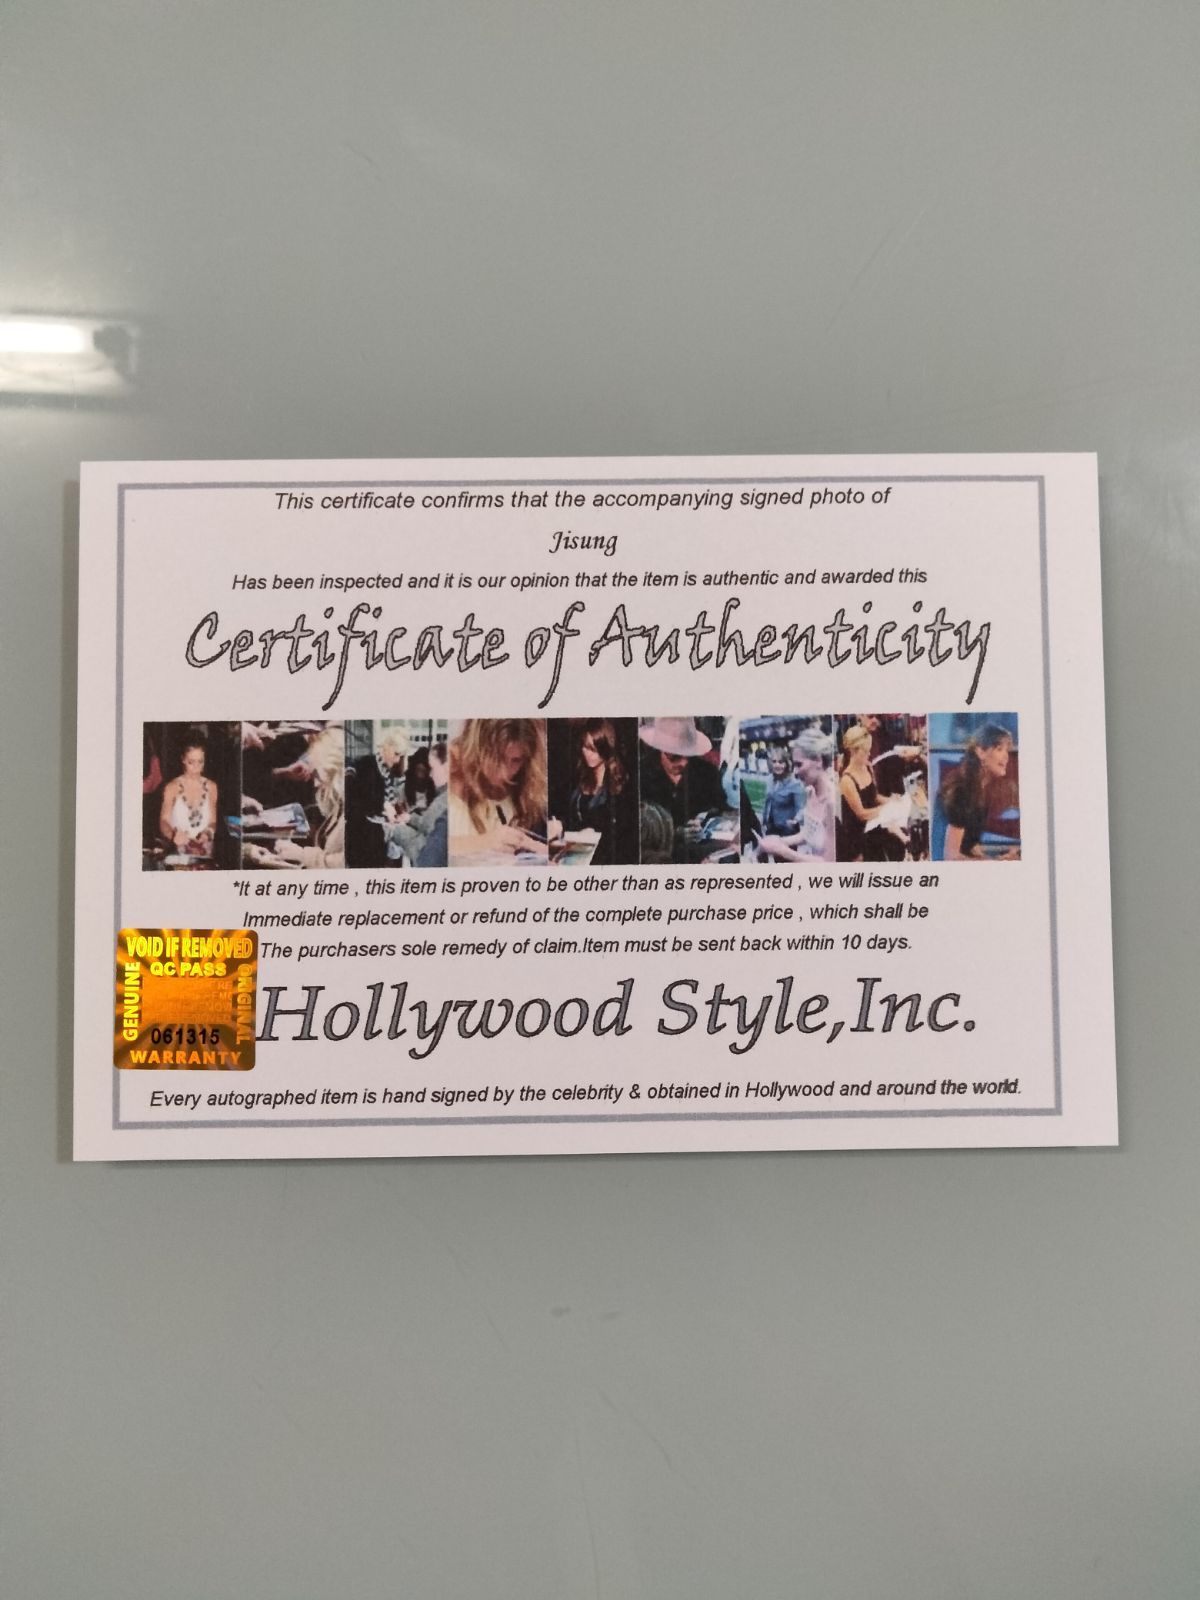 This certificate confirms that the accompanying signed photo of
Jisung
Has been inspected and it is our opinion that the item is authentic and awarded this
Certificate of Authenticity
*It at any time , this item is proven to be other than as represented , we will issue an
Immediate replacement or refund of the complete purchase price , which shall be
The purchasers sole remedy of claim.Item must be sent back within 10 days.
VOID IF REMOVED
QC PASS
GENUINE
ORIGINAL
061315
WARRANTY
Hollywood Style,Inc.
Every autographed item is hand signed by the celebrity & obtained in Hollywood and around the world.